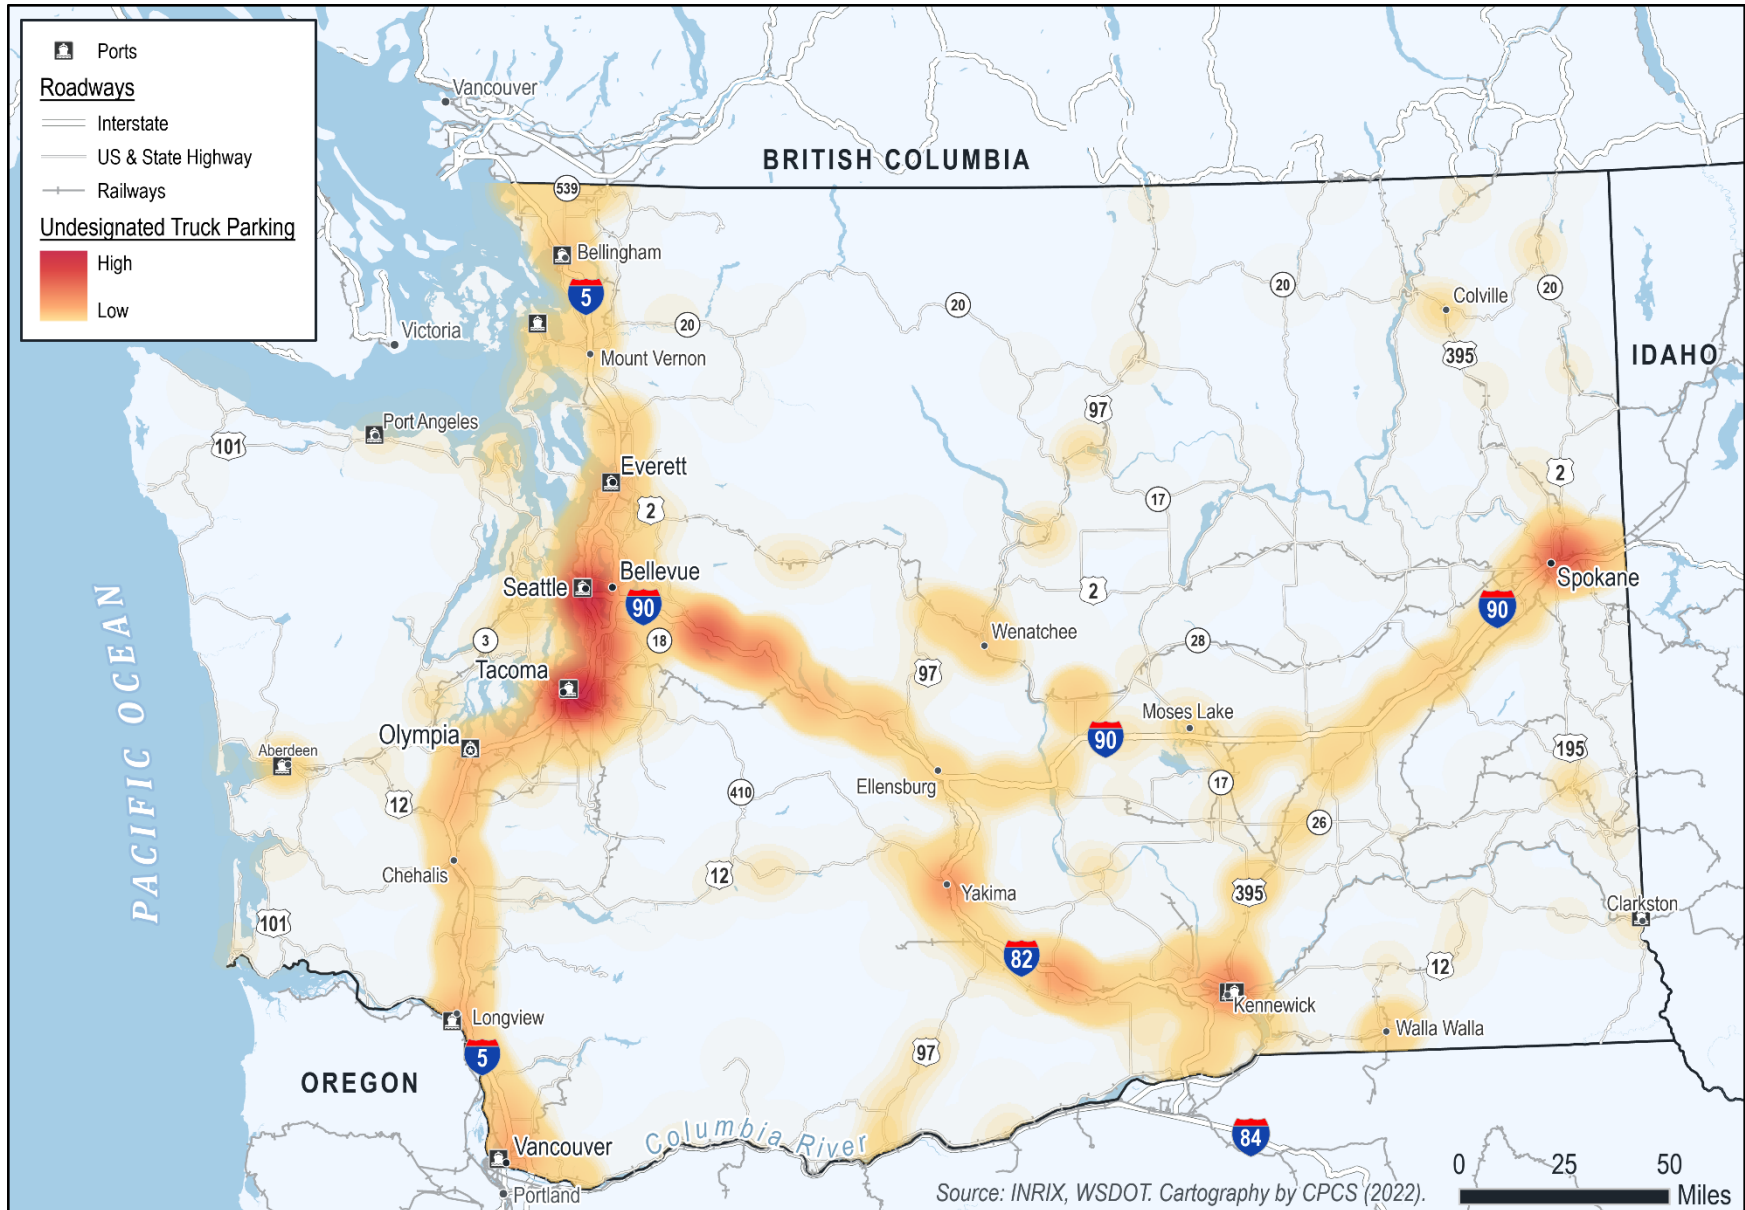 Ports
Roadways
Interstate
US & State Highway
Railways
Undesignated Truck Parking
High
Low
Vancouver
BRITISH COLUMBIA
539
Bellingham
5
20
20
20
20
Colville
Victoria
Mount Vernon
395
IDAHO
97
Port Angeles
101
Everett
2
2
17
Seattle
Bellevue
90
2
90
Spokane
3
18
Wenatchee
28
Tacoma
97
PACIFIC OCEAN
Olympia
Moses Lake
90
195
Aberdeen
12
410
Ellensburg
17
26
Chehalis
12
Yakima
395
Clarkston
101
82
12
Kennewick
Longview
Walla Walla
5
97
OREGON
Columbia River
Vancouver
84
Portland
0 25 50
Miles
Source: INRIX, WSDOT. Cartography by CPCS (2022).